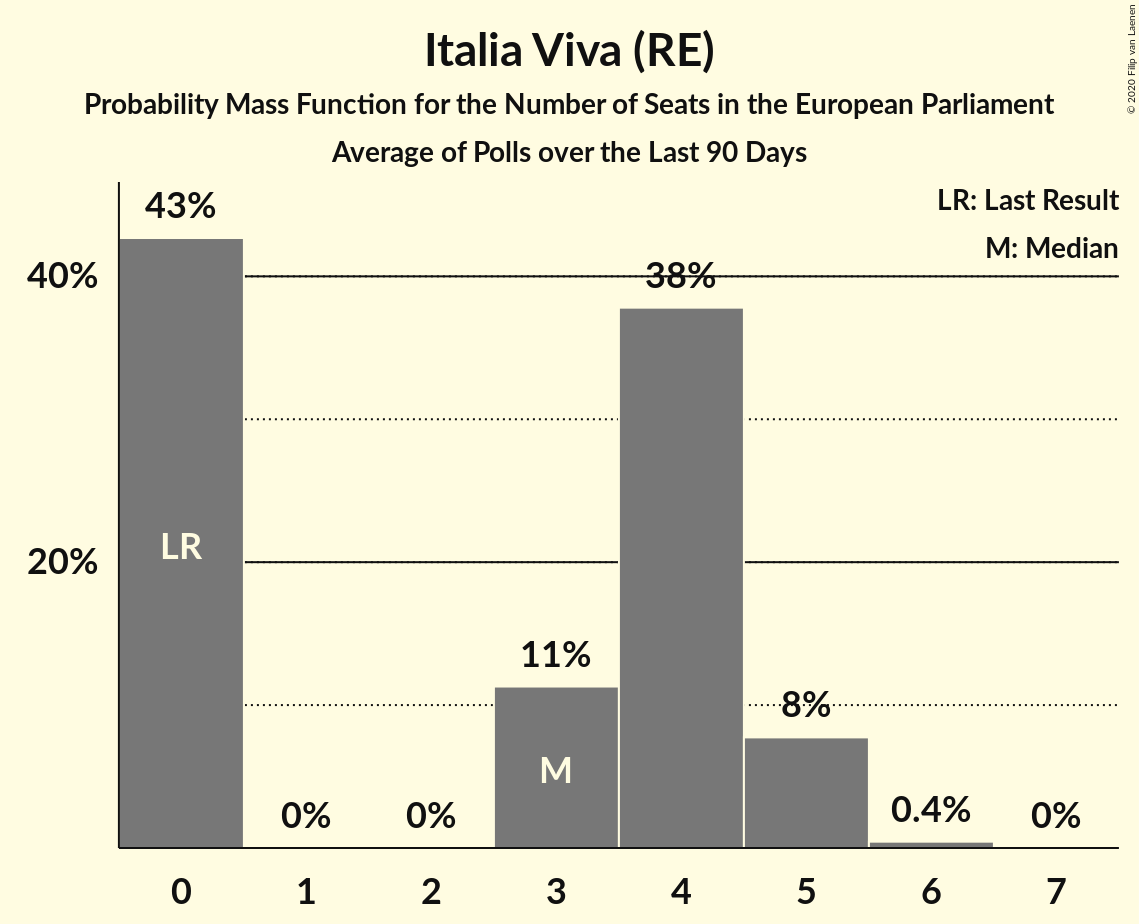 Italia Viva (RE)
Probability Mass Function for the Number of Seats in the European Parliament
Average of Polls over the Last 90 Days
© 2020 Filip van Laenen
LR: Last Result
M: Median
43%
40%
38%
LR
20%
11%
8%
M
0%
0%
0.4%
0%
0
1
2
3
4
5
6
7